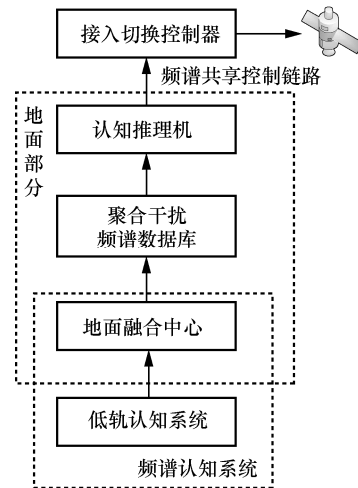 接入切换控制器
频谱共享控制链路
地面部分
认知推理机
聚合干扰
频谱数据库
地面融合中心
低轨认知系统
频谱认知系统